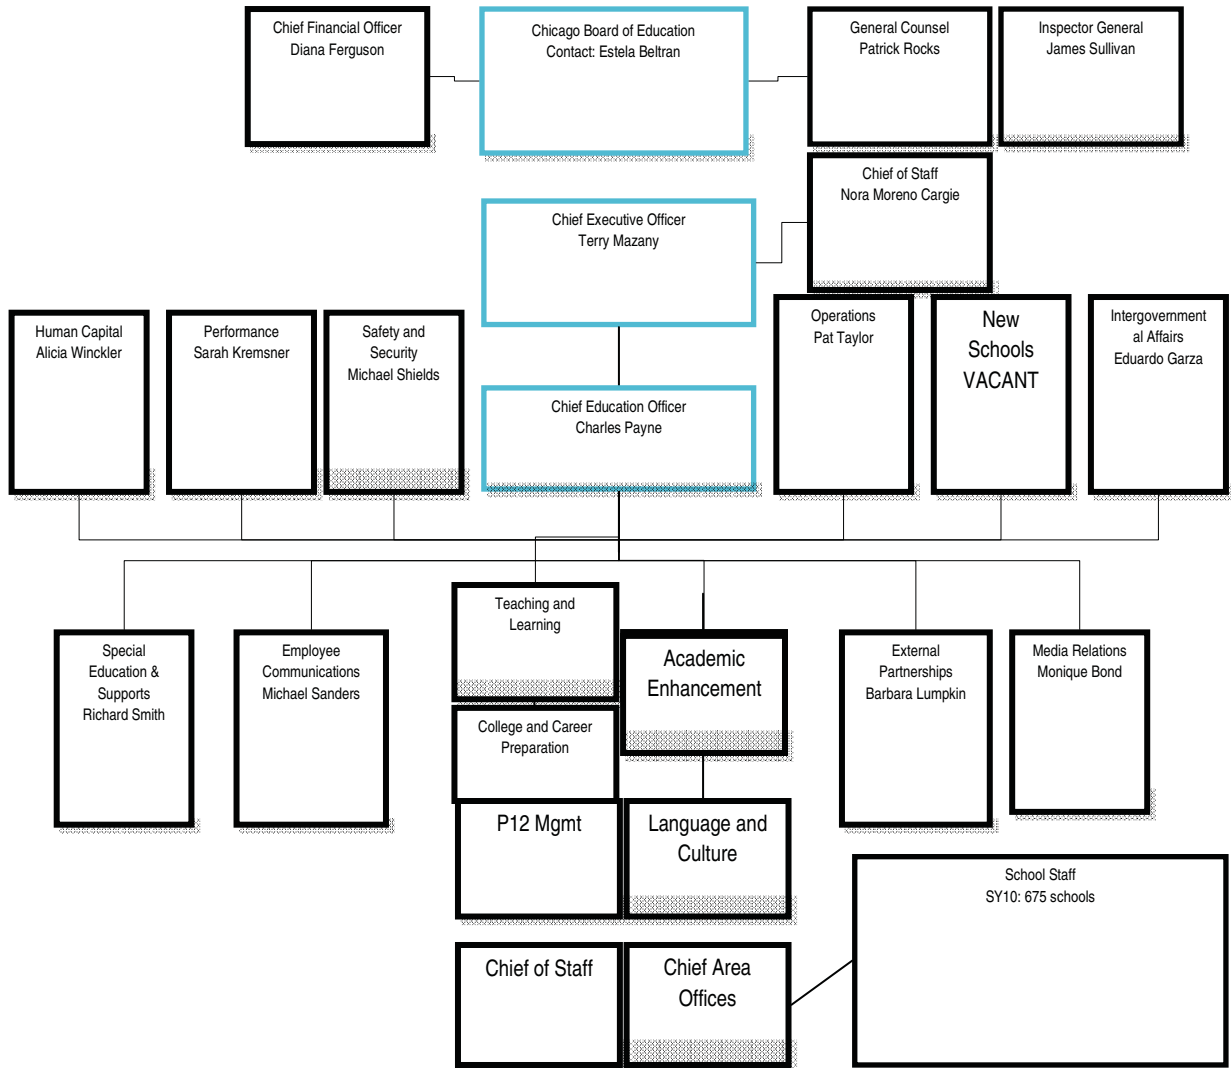 Chief Financial Officer
Diana Ferguson
Chicago Board of Education
Contact: Estela Beltran
General Counsel
Patrick Rocks
Inspector General
James Sullivan
Chief of Staff
Nora Moreno Cargie
Chief Executive Officer
Terry Mazany
Human Capital
Alicia Winckler
Performance
Sarah Kremsner
Safety and
Security
Michael Shields
Operations
Pat Taylor
New
Schools
VACANT
Intergovernment
al Affairs
Eduardo Garza
Chief Education Officer
Charles Payne
Teaching and
Learning
Special
Education &
Supports
Richard Smith
Employee
Communications
Michael Sanders
Academic
Enhancement
External
Partnerships
Barbara Lumpkin
Media Relations
Monique Bond
College and Career
Preparation
P12 Mgmt
Language and
Culture
School Staff
SY10: 675 schools
Chief of Staff
Chief Area
Offices